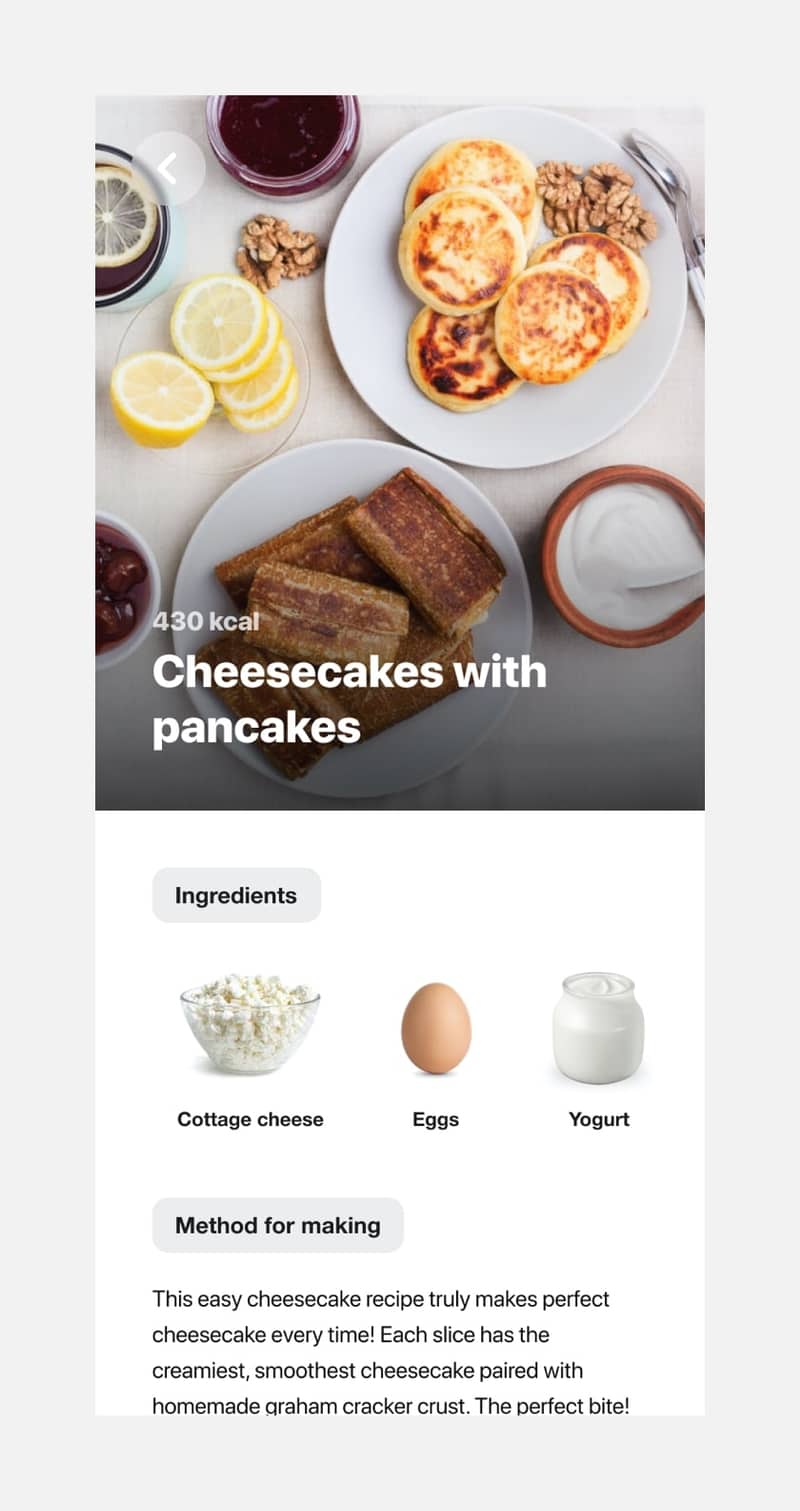 430 kcal
Cheesecakes with
pancakes
Ingredients
Cottage cheese
Eggs
Yogurt
Method for making
This easy cheesecake recipe truly makes perfect
cheesecake every time! Each slice has the
creamiest, smoothest cheesecake paired with
homemade graham cracker crust. The perfect bite!